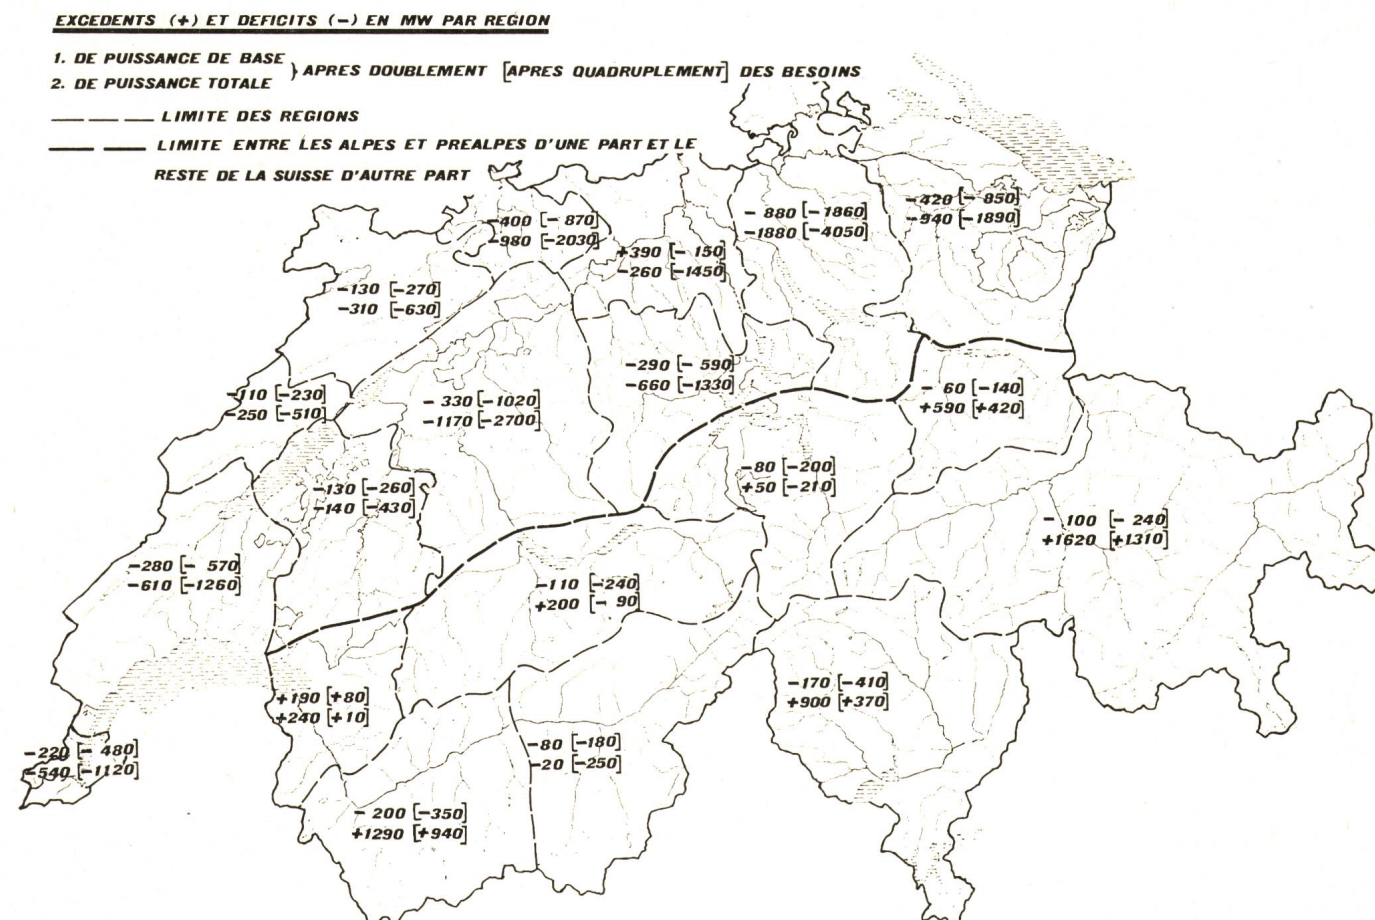 EXCEDENTS (+) ET DEFICITS (−) EN MW PAR REGION
1. DE PUISSANCE DE BASE
2. DE PUISSANCE TOTALE
} APRES DOUBLEMENT [APRES QUADRUPLEMENT] DES BESOINS
LIMITE DES REGIONS
LIMITE ENTRE LES ALPES ET PREALPES D'UNE PART ET LE
RESTE DE LA SUISSE D'AUTRE PART
−400 [− 870]
−980 [−2030]
+390 [− 150]
−260 [−1450]
− 880 [−1860]
−1880 [−4050]
−420 [− 850]
−940 [−1890]
−130 [−270]
−310 [−630]
−110 [−230]
−250 [−510]
− 330 [−1020]
−1170 [−2700]
−290 [− 590]
−660 [−1330]
− 60 [−140]
+590 [+420]
−130 [−260]
−140 [−430]
−80 [−200]
+50 [−210]
− 100 [− 240]
+1620 [+1310]
−280 [− 570]
−610 [−1260]
−110 [−240]
+200 [− 90]
+190 [+80]
+240 [+10]
−170 [−410]
+900 [+370]
−220 [− 480]
−540 [−1120]
−80 [−180]
−20 [−250]
− 200 [−350]
+1290 [+940]